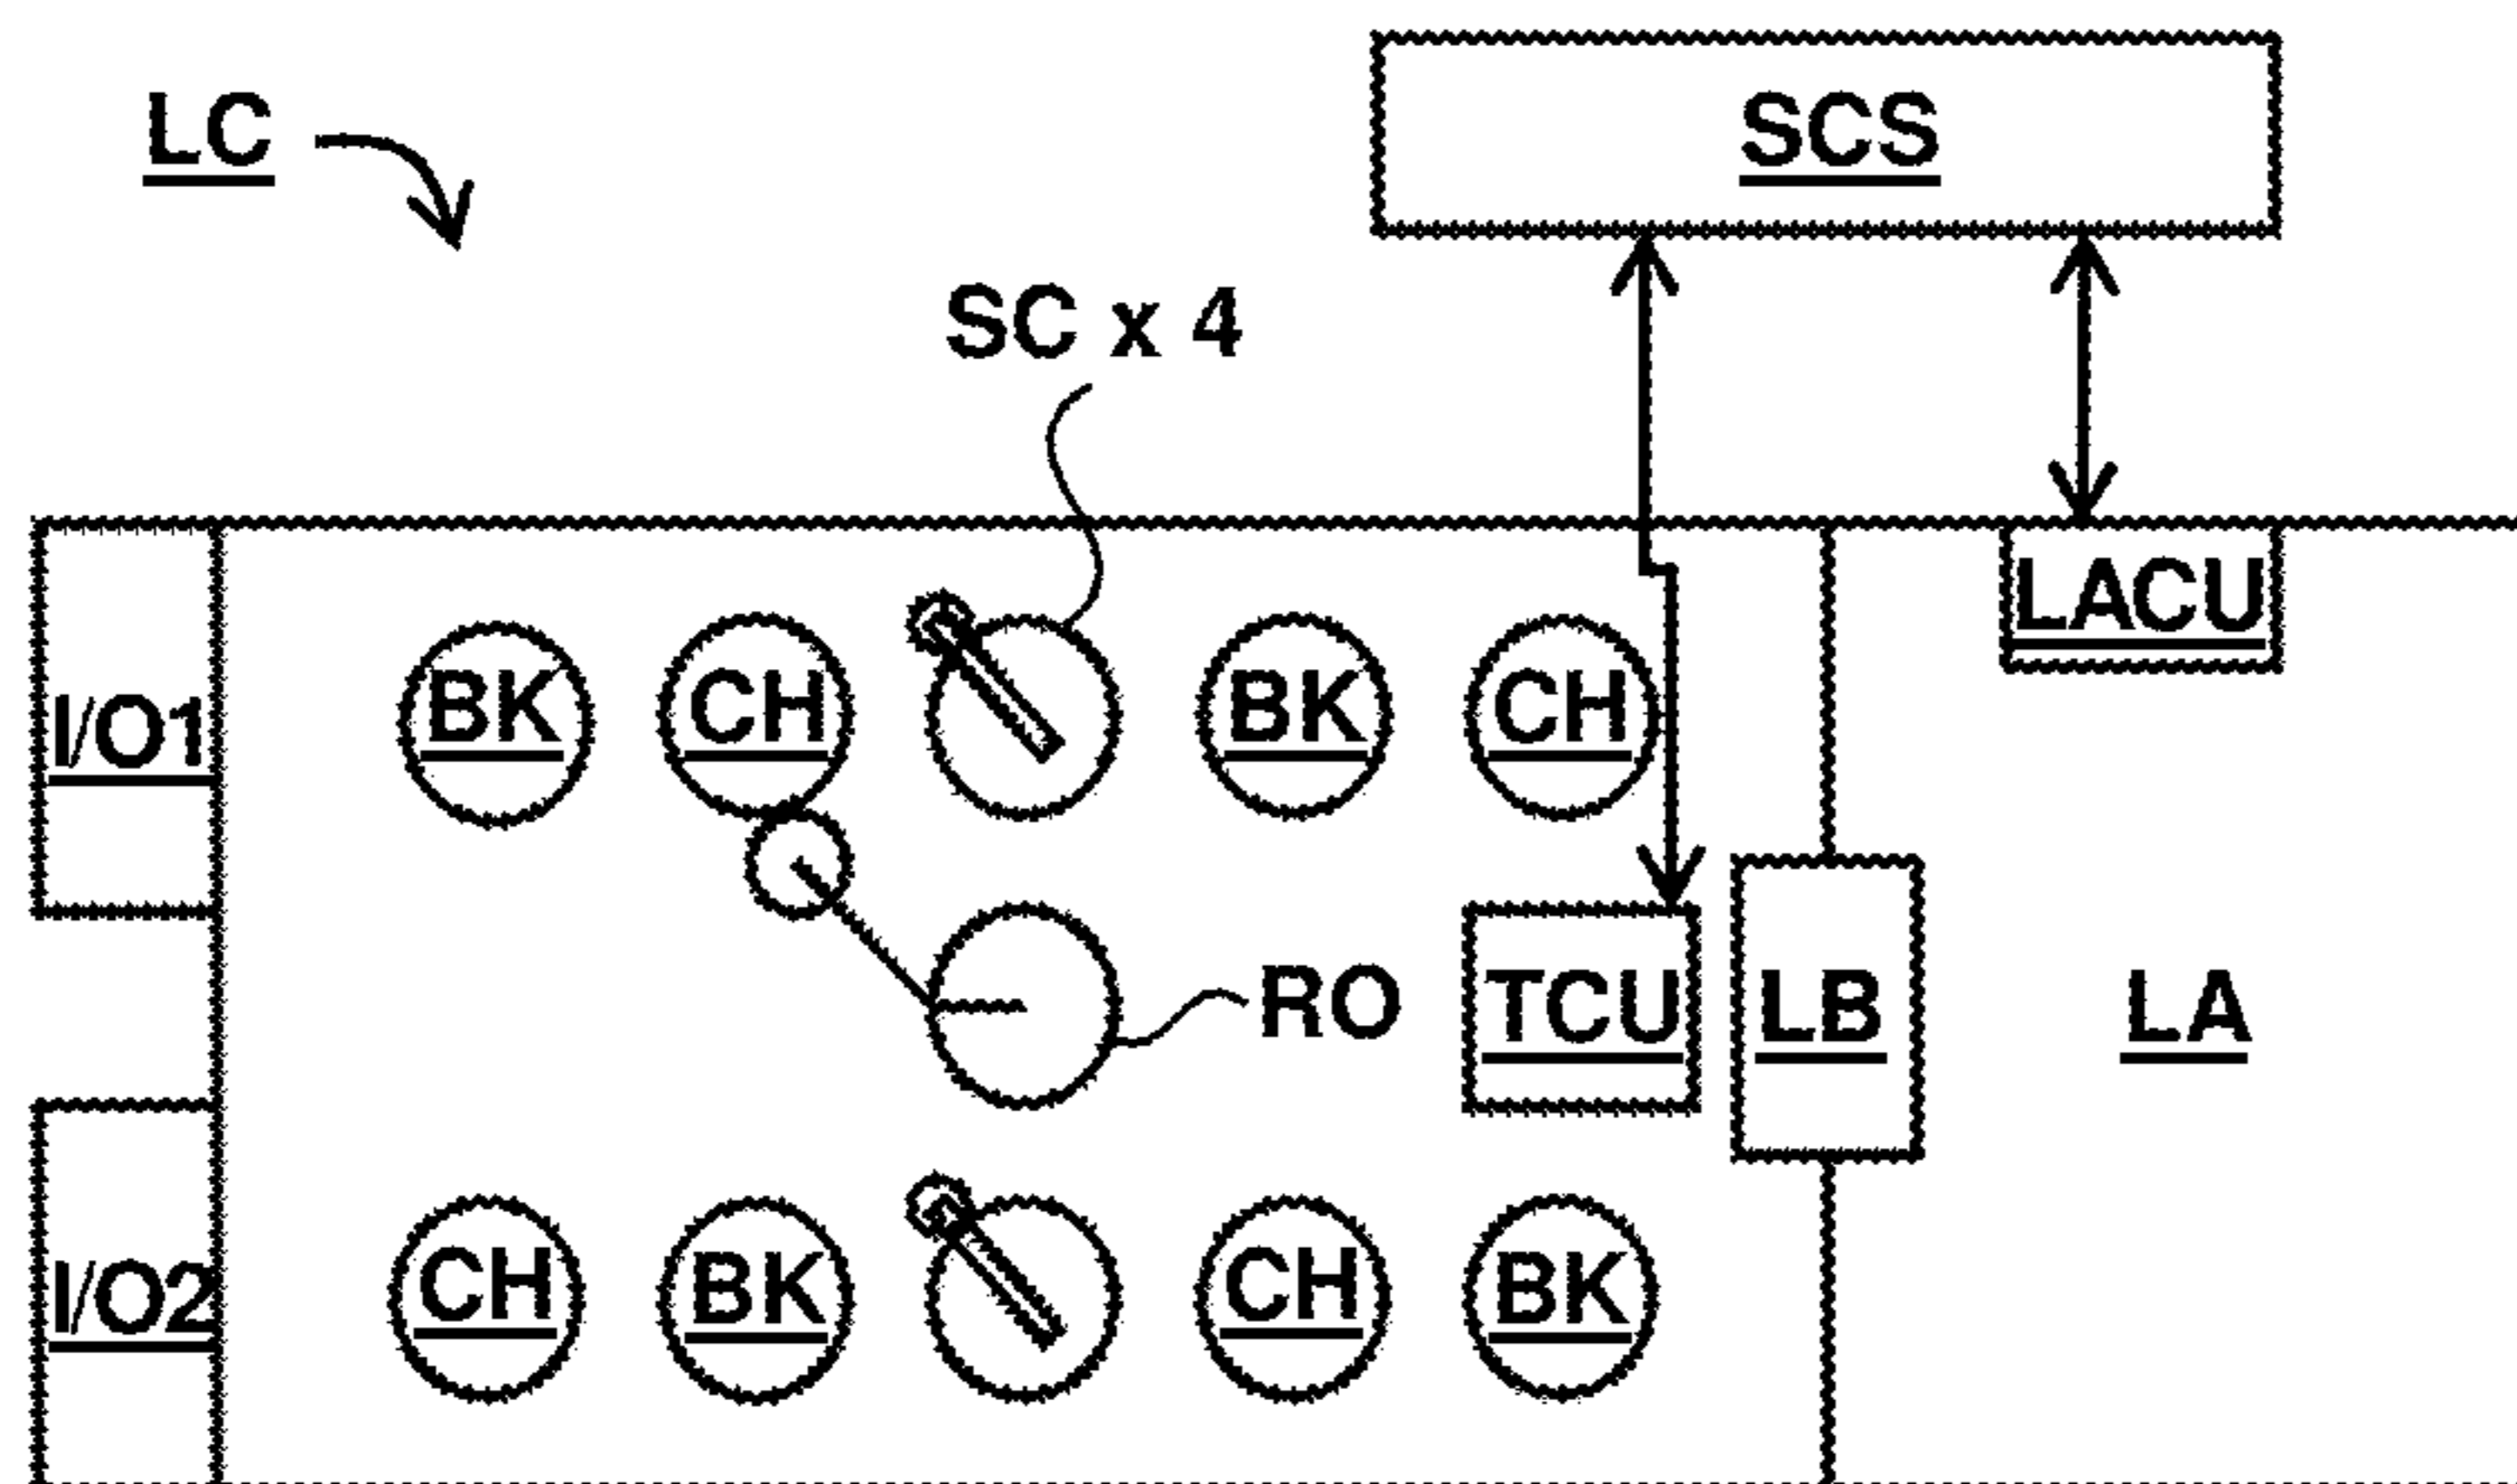 LC
SCS
SC x 4
LACU
I/O1
BK
CH
BK
CH
RO
TCU
LB
LA
I/O2
CH
BK
CH
BK